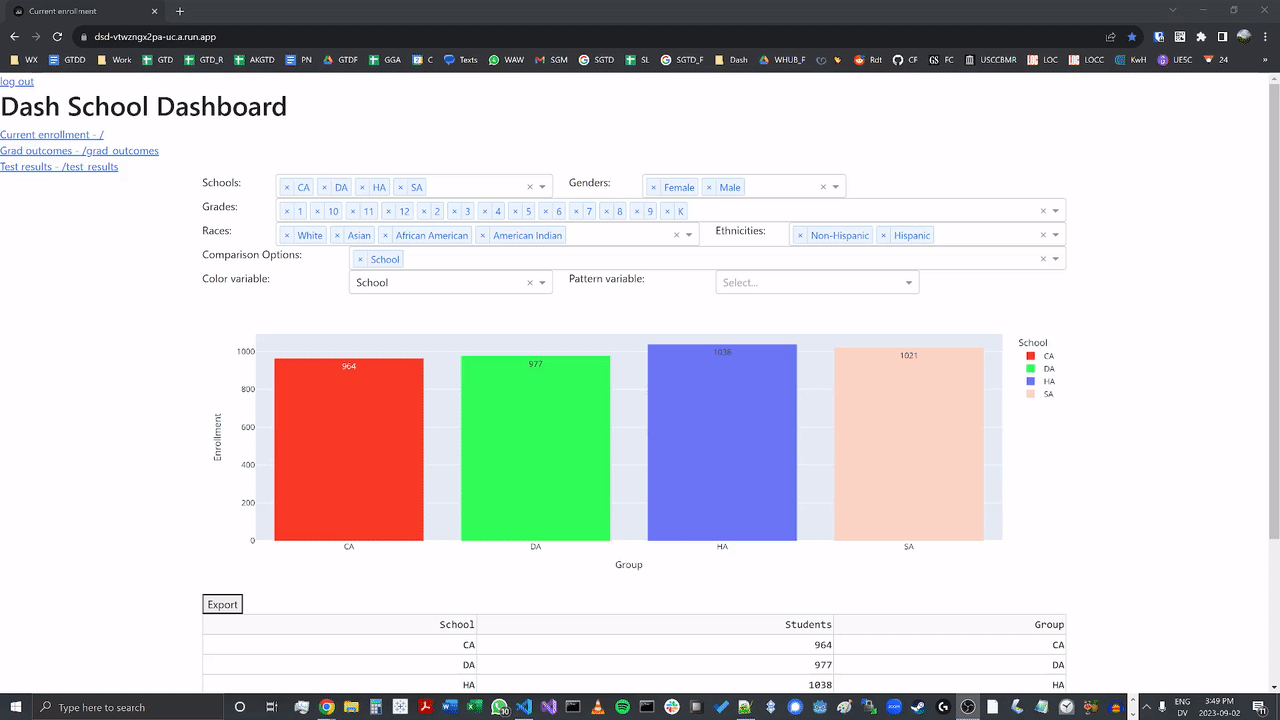 Current enrollment
dsd-vtwzngx2pa-uc.a.run.app
WX GTDD Work GTD GTD_R AKGTD PN GTDF GGA C Texts WAW SGM SGTD SL SGTD_F Dawn WHUB_F Rdt CF FC USCCBMR LOC LOCC KwH UESC 24 »
log out
Dash School Dashboard
Current enrollment - /
Grad outcomes - /grad_outcomes
Test results - /test_results
Schools: × CA × DA × HA × SA × Genders: × Female × Male ×
Grades: × 1 × 10 × 11 × 12 × 2 × 3 × 4 × 5 × 6 × 7 × 8 × 9 × K ×
Races: × White × Asian × African American × American Indian × Ethnicities: × Non-Hispanic × Hispanic ×
Comparison Options: × School ×
Color variable: School × Pattern variable: Select...
1000
800
600
400
200
0
Enrollment
964
977
1038
1021
CA DA HA SA
Group
School
CA
DA
HA
SA
Export
School Students Group
CA 964 CA
DA 977 DA
HA 1038 HA
Type here to search
ENG
DV
3:49 PM
2023-09-02